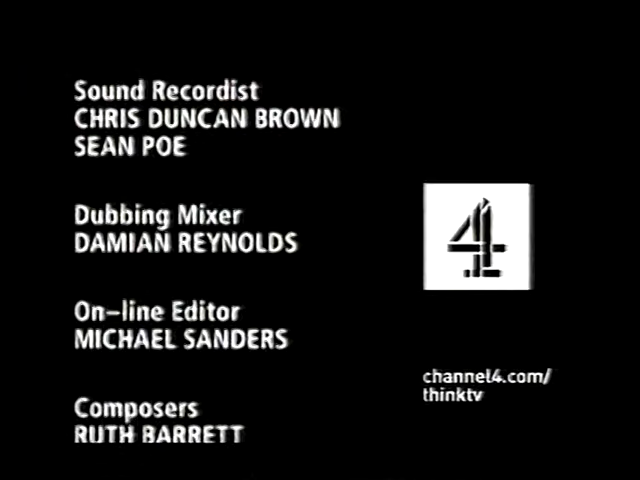 Sound Recordist
CHRIS DUNCAN BROWN
SEAN POE
Dubbing Mixer
DAMIAN REYNOLDS
On-line Editor
MICHAEL SANDERS
Composers
RUTH BARRETT
4
channel4.com/
thinktv